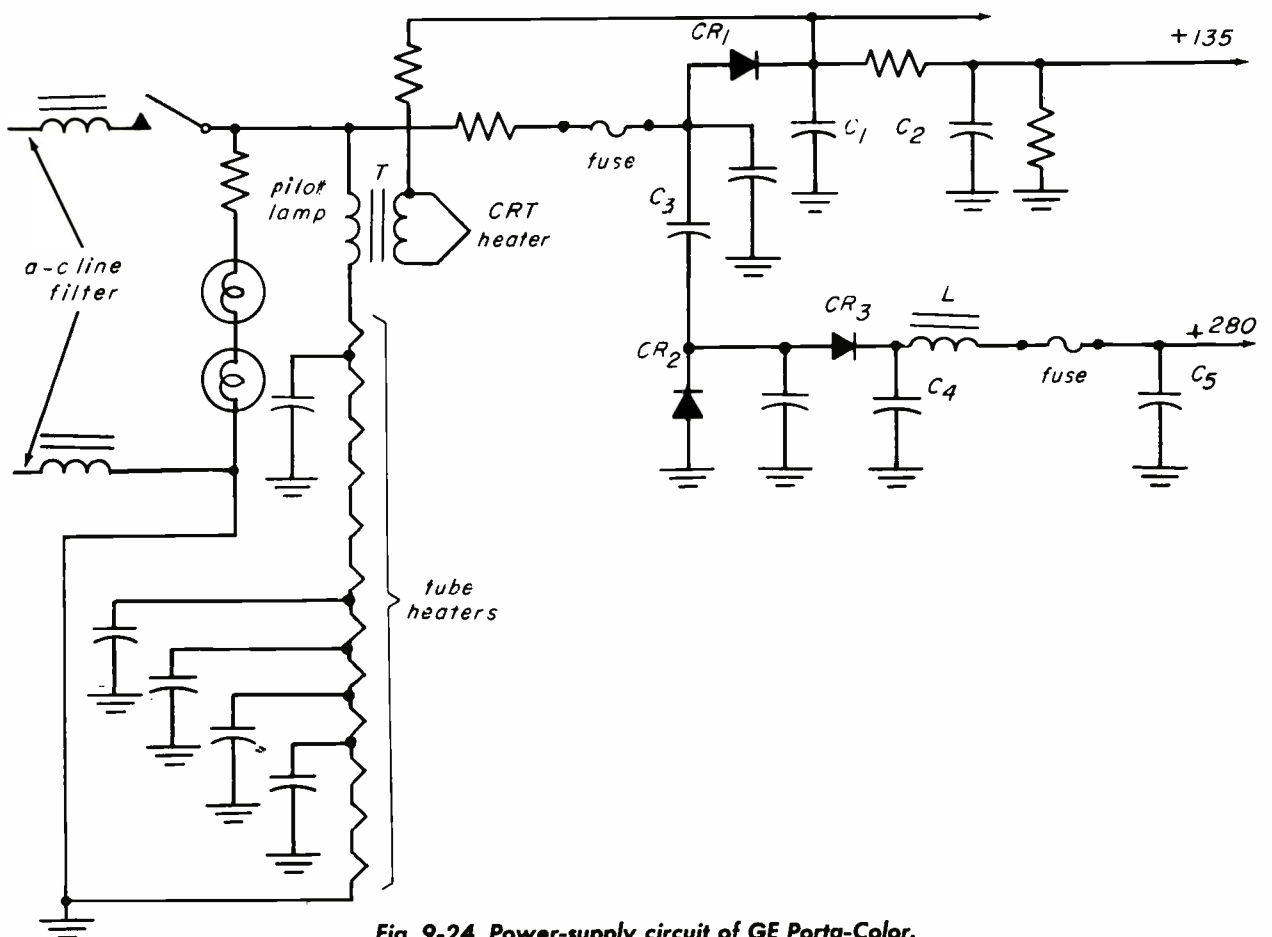 CR1
+135
pilot
lamp
T
fuse
C1
C2
C3
CRT
heater
a-c line
filter
CR3
L
+280
CR2
fuse
C4
C5
tube
heaters
Fig. 9-24. Power-supply circuit of GE Porta-Color.